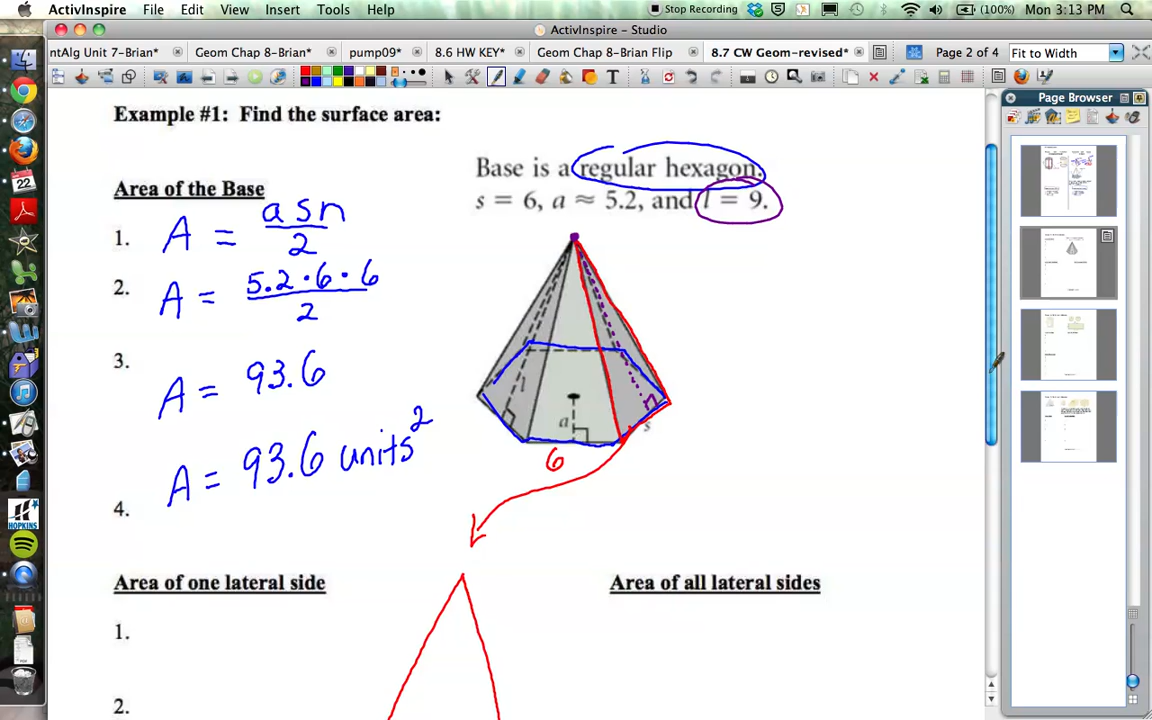 ActivInspire File Edit View Insert Tools Help Stop Recording (100%) Mon 3:13 PM
ActivInspire - Studio
ntAlg Unit 7-Brian* Geom Chap 8-Brian* pump09* 8.6 HW KEY* Geom Chap 8-Brian Flip 8.7 CW Geom-revised* Page 2 of 4 Fit to Width
Page Browser
Example #1: Find the surface area:
Base is a regular hexagon.
s = 6, a ≈ 5.2, and l = 9.
Area of the Base
1. A = asn/2
2. A = 5.2·6·6/2
3. A = 93.6
A = 93.6 units²
4.
a
s
6
Area of one lateral side
Area of all lateral sides
1.
2.
22
HOPKINS